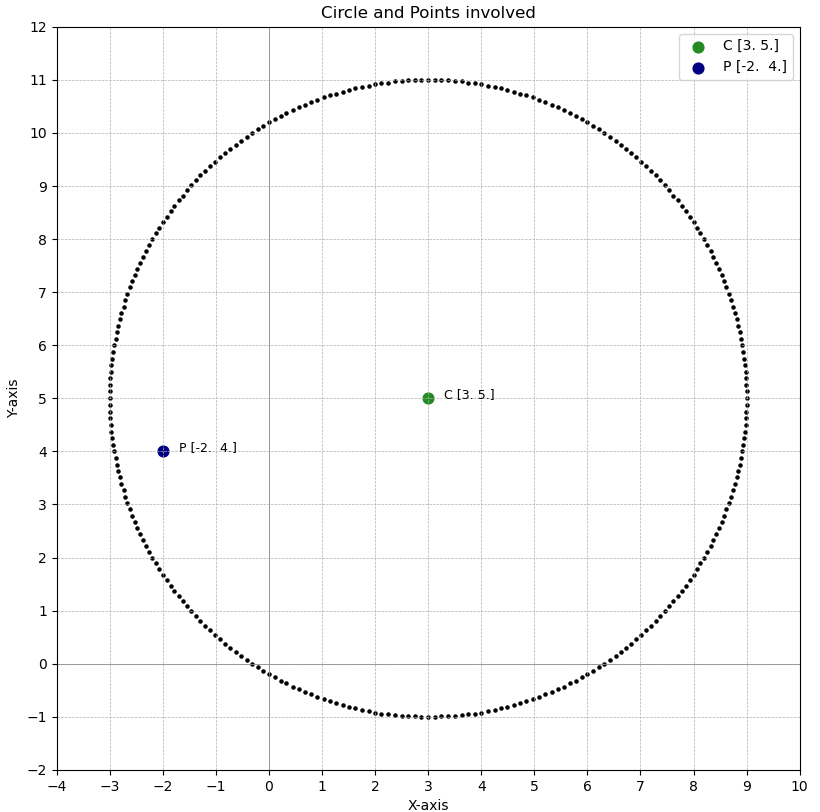 Circle and Points involved
C [3. 5.]
P [-2.  4.]
12
11
10
9
8
7
6
5
C [3. 5.]
4
P [-2.  4.]
3
2
1
0
−1
−2
Y-axis
−4 −3 −2 −1 0 1 2 3 4 5 6 7 8 9 10
X-axis